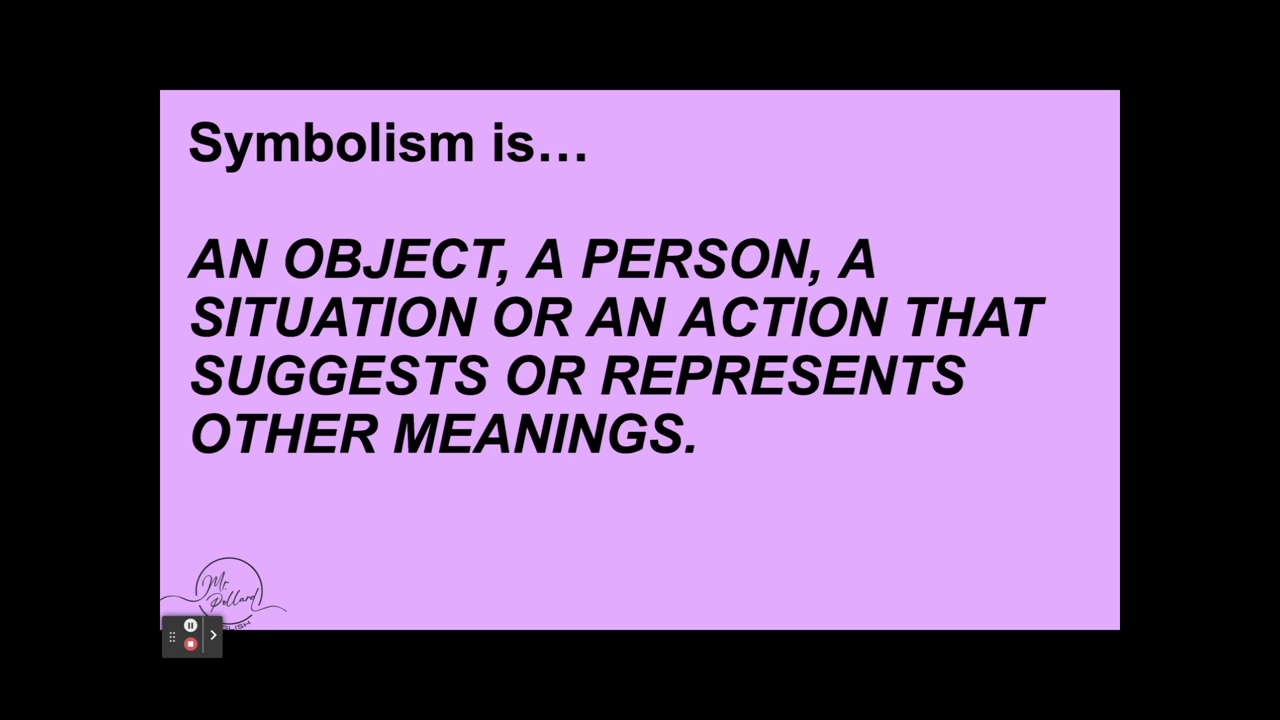 Symbolism is…
AN OBJECT, A PERSON, A
SITUATION OR AN ACTION THAT
SUGGESTS OR REPRESENTS
OTHER MEANINGS.
Mr.
Pollard